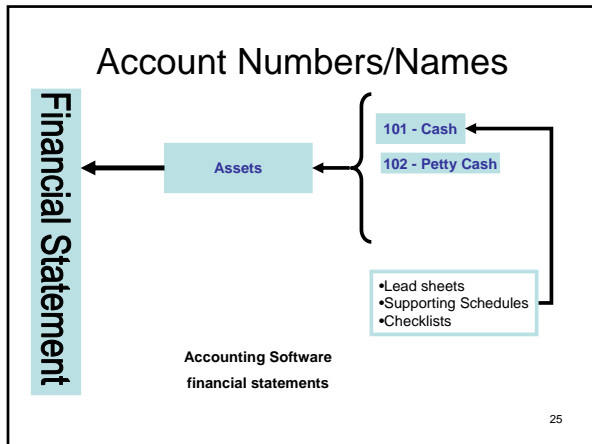 Account Numbers/Names
Financial Statement
Assets
101 - Cash
102 - Petty Cash
•Lead sheets
•Supporting Schedules
•Checklists
Accounting Software
financial statements
25